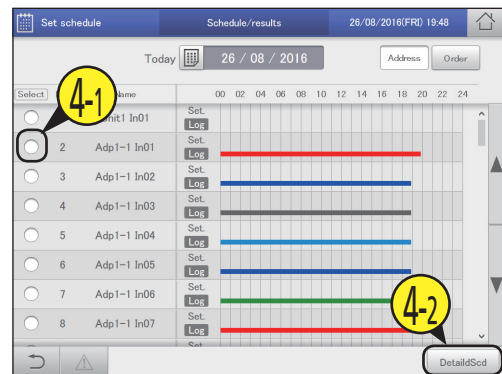 Set schedule Schedule/results 26/08/2016(FRI) 19:48
Today 26 / 08 / 2016 Address Order
Select Name 00 02 04 06 08 10 12 14 16 18 20 22 24
4-1
In01 Set.
Log
2 Adp1-1 In01 Set.
Log
3 Adp1-1 In02 Set.
Log
4 Adp1-1 In03 Set.
Log
5 Adp1-1 In04 Set.
Log
6 Adp1-1 In05 Set.
Log
7 Adp1-1 In06 Set.
Log
8 Adp1-1 In07 Set.
Log
4-2
Set.
DetaildScd